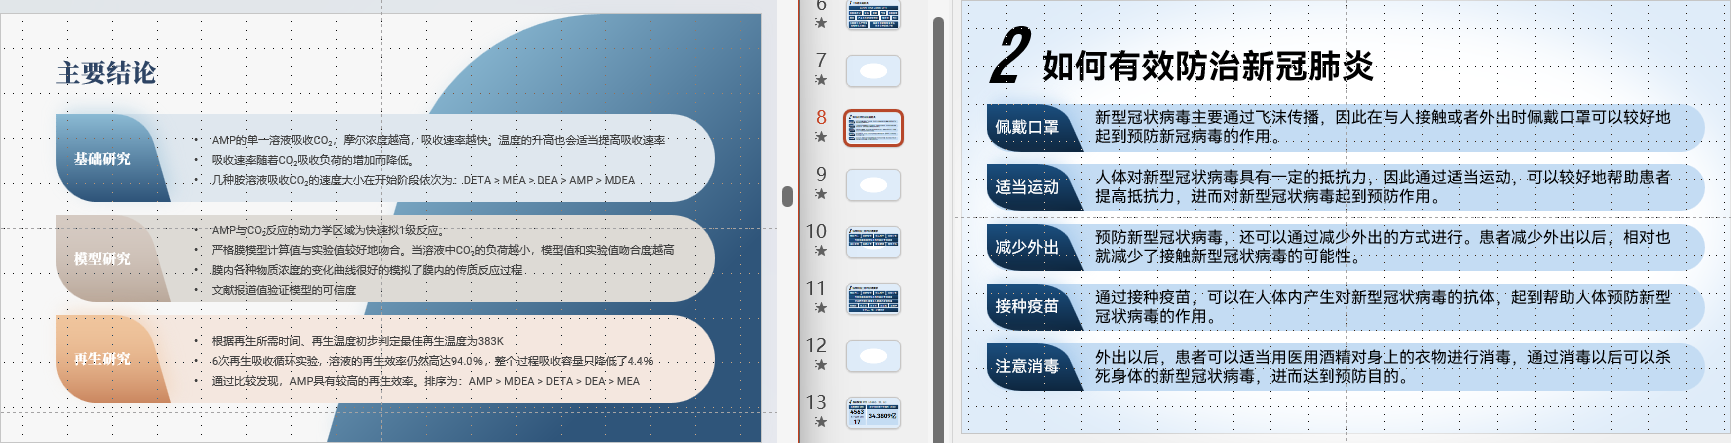 主要结论
基础研究
• AMP的单一溶液吸收CO₂，摩尔浓度越高，吸收速率越快。温度的升高也会适当提高吸收速率
• 吸收速率随着CO₂吸收负荷的增加而降低。
• 几种胺溶液吸收CO₂的速度大小在开始阶段依次为：DETA > MEA > DEA > AMP > MDEA
模型研究
• AMP与CO₂反应的动力学区域为快速拟1级反应。
• 严格膜模型计算值与实验值较好地吻合。当溶液中CO₂的负荷越小，模型值和实验值吻合度越高
• 膜内各种物质浓度的变化曲线很好的模拟了膜内的传质反应过程
• 文献报道值验证模型的可信度
再生研究
• 根据再生所需时间、再生温度初步判定最佳再生温度为383K
• 6次再生吸收循环实验，溶液的再生效率仍然高达94.0%，整个过程吸收容量只降低了4.4%
• 通过比较发现，AMP具有较高的再生效率。排序为：AMP > MDEA > DETA > DEA > MEA
6
7
8
9
10
11
12
13
4563
34.3809亿
17
2 如何有效防治新冠肺炎
佩戴口罩
新型冠状病毒主要通过飞沫传播，因此在与人接触或者外出时佩戴口罩可以较好地
起到预防新冠病毒的作用。
适当运动
人体对新型冠状病毒具有一定的抵抗力，因此通过适当运动，可以较好地帮助患者
提高抵抗力，进而对新型冠状病毒起到预防作用。
减少外出
预防新型冠状病毒，还可以通过减少外出的方式进行。患者减少外出以后，相对也
就减少了接触新型冠状病毒的可能性。
接种疫苗
通过接种疫苗，可以在人体内产生对新型冠状病毒的抗体，起到帮助人体预防新型
冠状病毒的作用。
注意消毒
外出以后，患者可以适当用医用酒精对身上的衣物进行消毒，通过消毒以后可以杀
死身体的新型冠状病毒，进而达到预防目的。